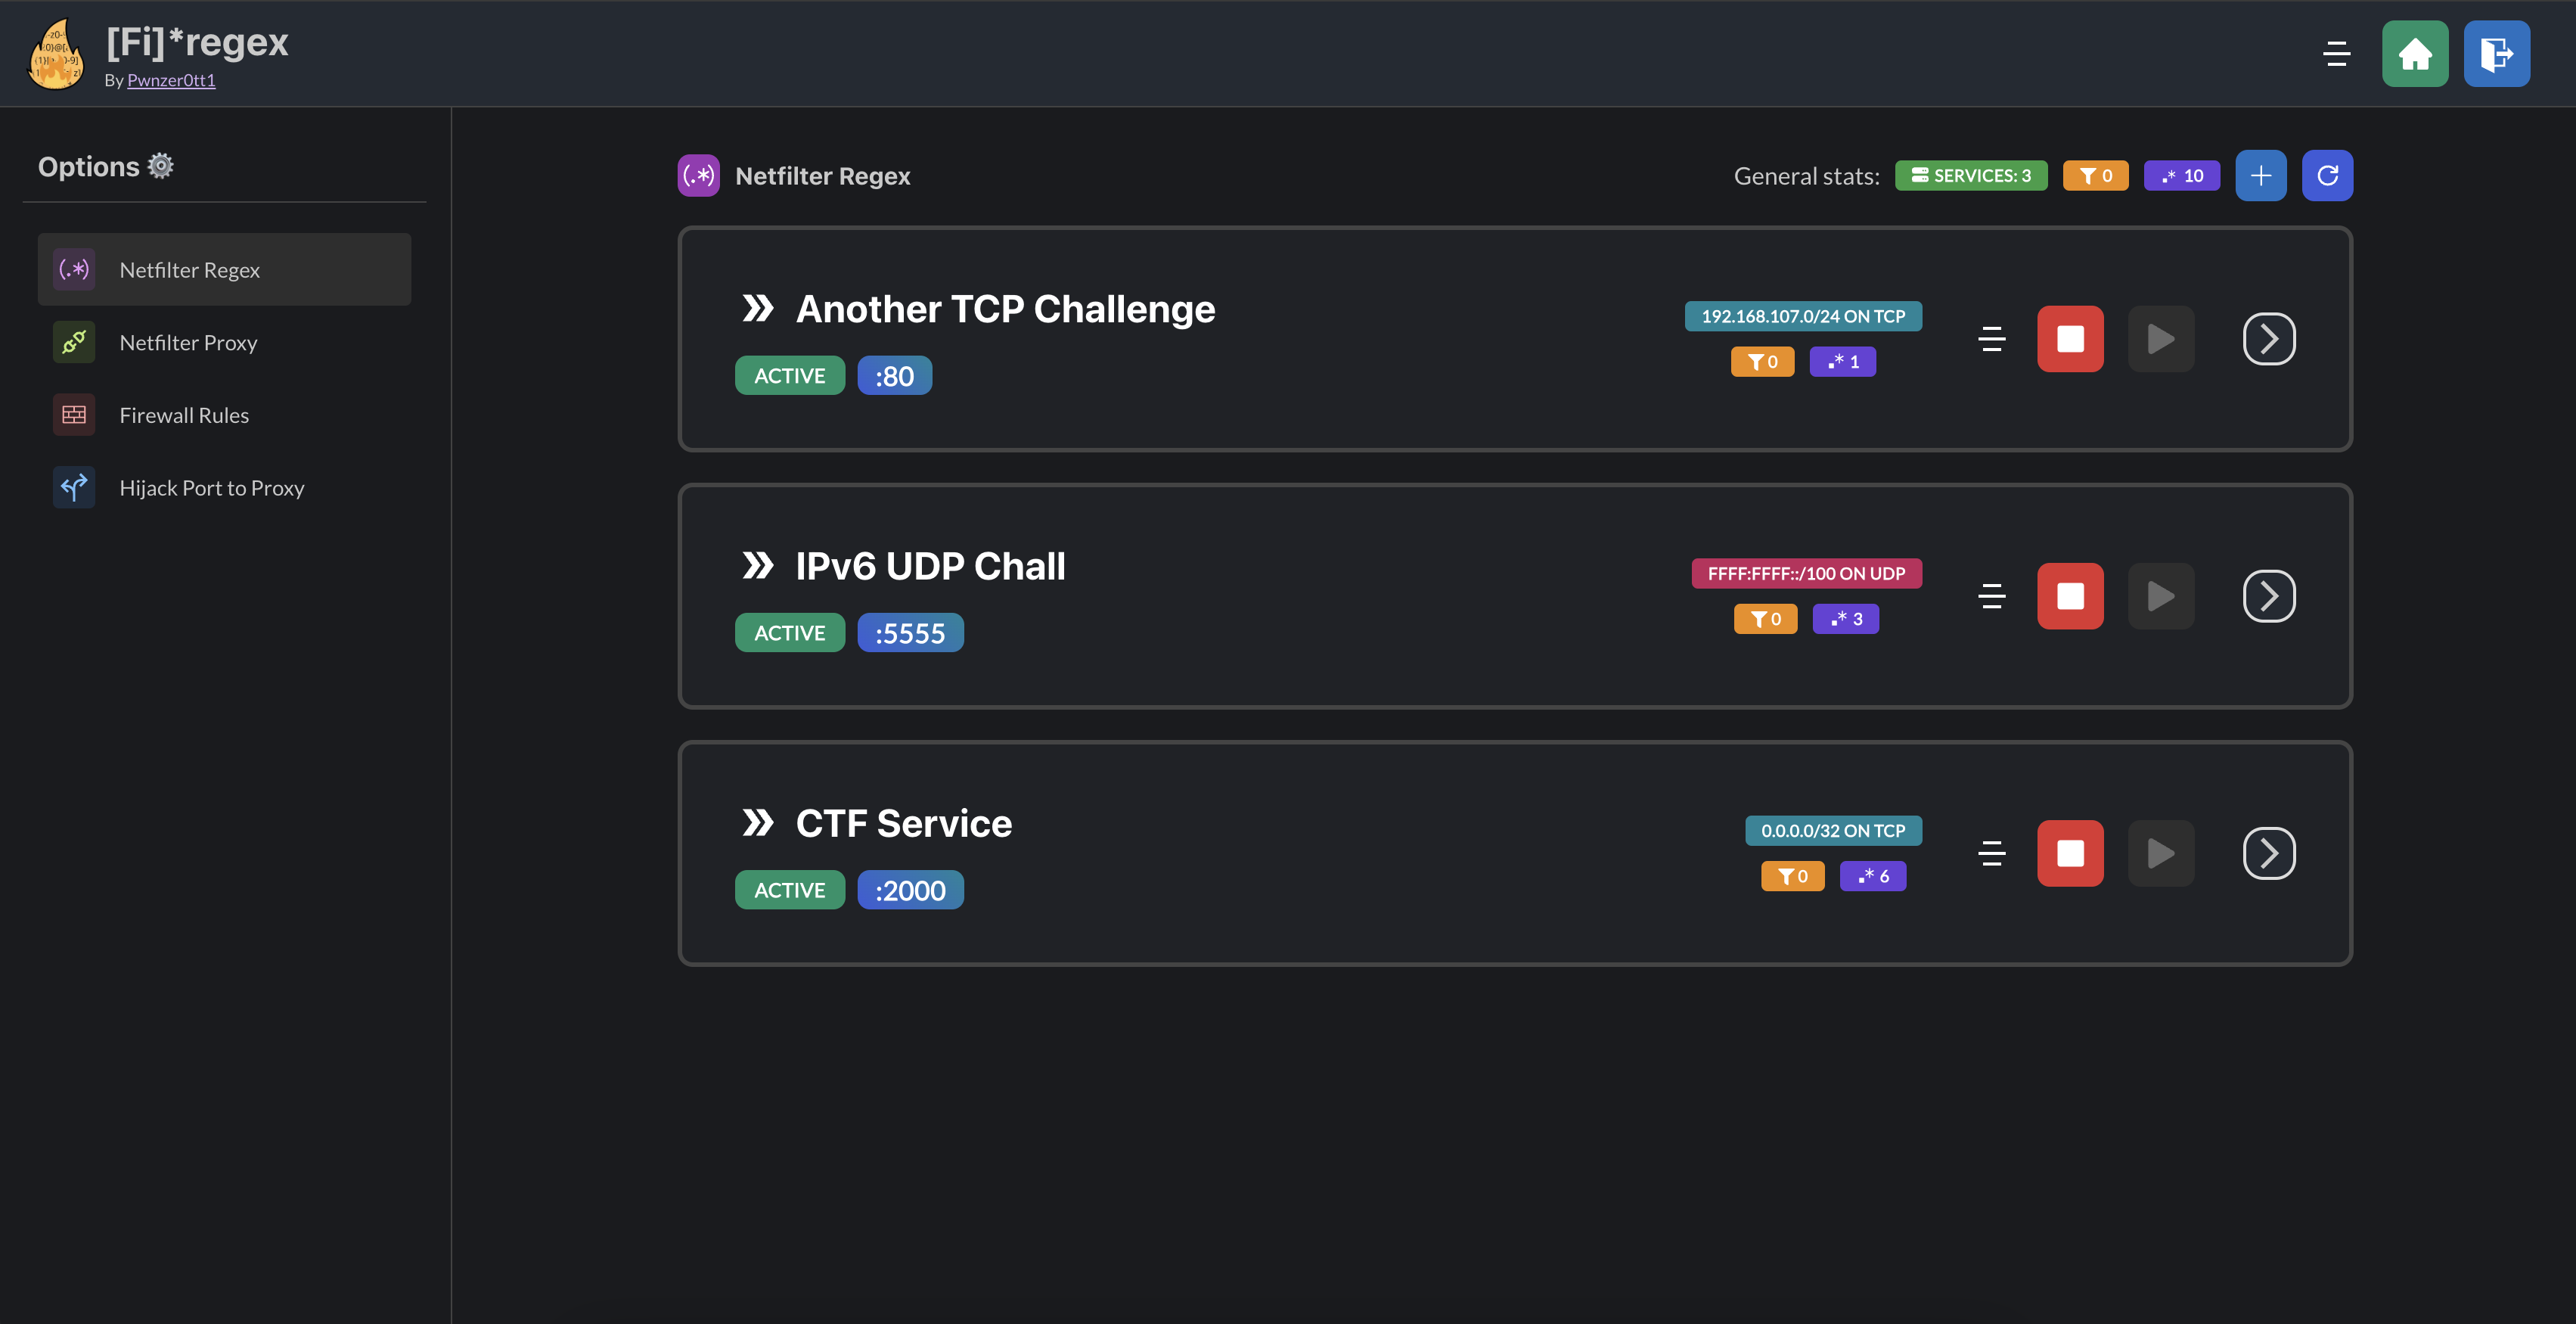 [Fi]*regex
By Pwnzer0tt1
Options
Netfilter Regex
Netfilter Proxy
Firewall Rules
Hijack Port to Proxy
(.*) Netfilter Regex
General stats: SERVICES: 3 0 .* 10
Another TCP Challenge
ACTIVE :80
192.168.107.0/24 ON TCP
0 .* 1
IPv6 UDP Chall
ACTIVE :5555
FFFF:FFFF::/100 ON UDP
0 .* 3
CTF Service
ACTIVE :2000
0.0.0.0/32 ON TCP
0 .* 6